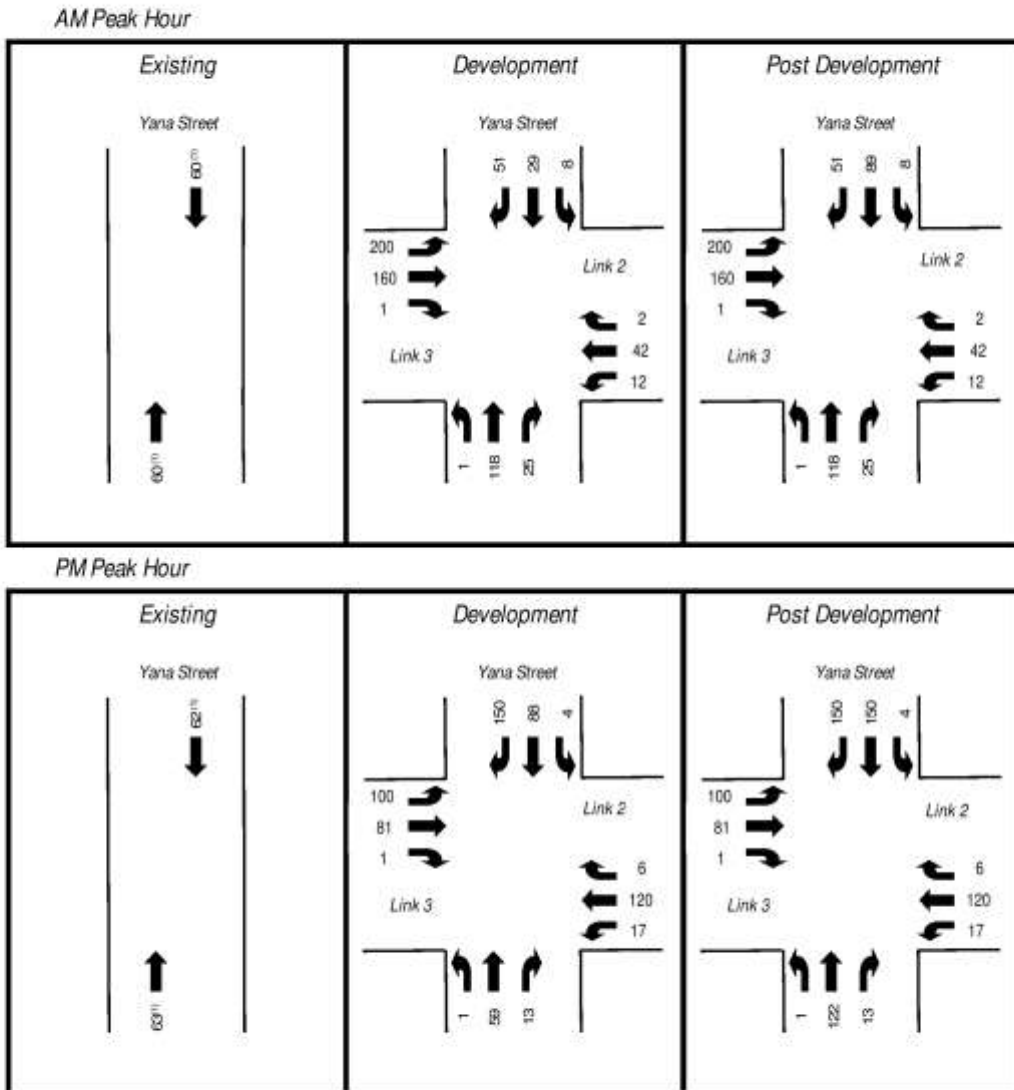 AM Peak Hour
Existing
Yana Street
60(1)
60(1)
Development
Yana Street
51 29 8
200
160
1
Link 2
Link 3
2
42
12
1 118 25
Post Development
Yana Street
51 89 8
200
160
1
Link 2
Link 3
2
42
12
1 118 25
PM Peak Hour
Existing
Yana Street
62(1)
63(1)
Development
Yana Street
150 88 4
100
81
1
Link 2
Link 3
6
120
17
1 59 13
Post Development
Yana Street
150 150 4
100
81
1
Link 2
Link 3
6
120
17
1 122 13